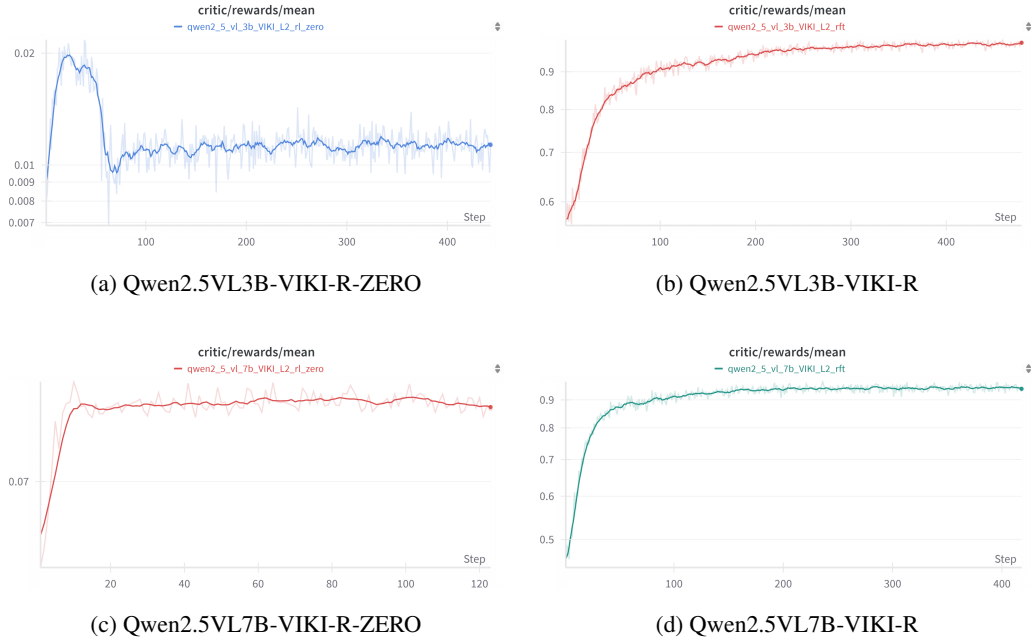 critic/rewards/mean
qwen2_5_vl_3b_VIKI_L2_rl_zero
0.02
0.01
0.009
0.008
0.007
Step
100
200
300
400
(a) Qwen2.5VL3B-VIKI-R-ZERO
critic/rewards/mean
qwen2_5_vl_3b_VIKI_L2_rft
0.9
0.8
0.7
0.6
Step
100
200
300
400
(b) Qwen2.5VL3B-VIKI-R
critic/rewards/mean
qwen2_5_vl_7b_VIKI_L2_rl_zero
0.07
Step
20
40
60
80
100
120
(c) Qwen2.5VL7B-VIKI-R-ZERO
critic/rewards/mean
qwen2_5_vl_7b_VIKI_L2_rft
0.9
0.8
0.7
0.6
0.5
Step
100
200
300
400
(d) Qwen2.5VL7B-VIKI-R